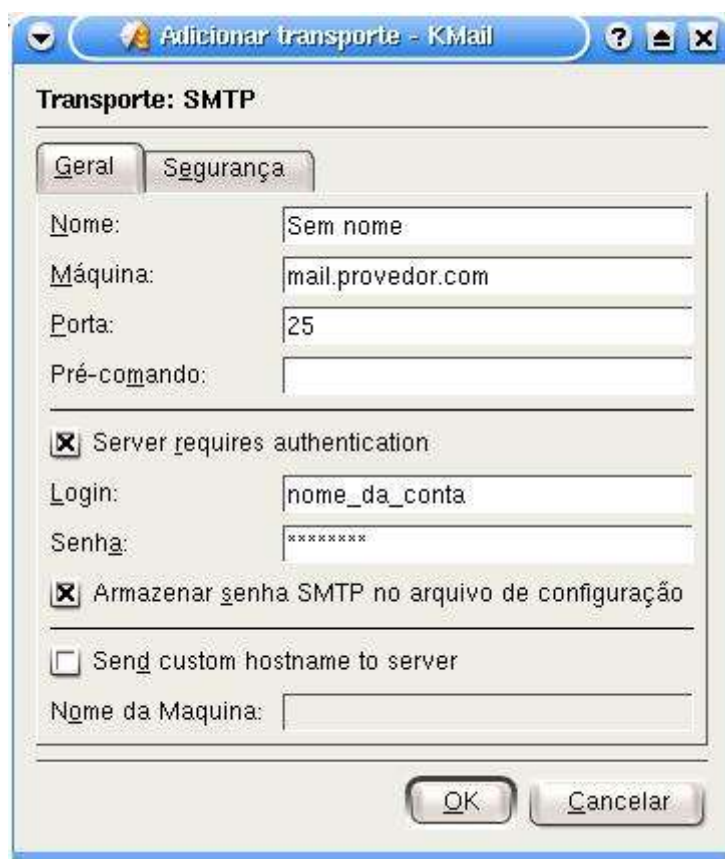 Adicionar transporte - KMail
Transporte: SMTP
Geral Segurança
Nome: Sem nome
Máquina: mail.provedor.com
Porta: 25
Pré-comando:
Server requires authentication
Login: nome_da_conta
Senha: ********
Armazenar senha SMTP no arquivo de configuração
Send custom hostname to server
Nome da Maquina:
OK Cancelar